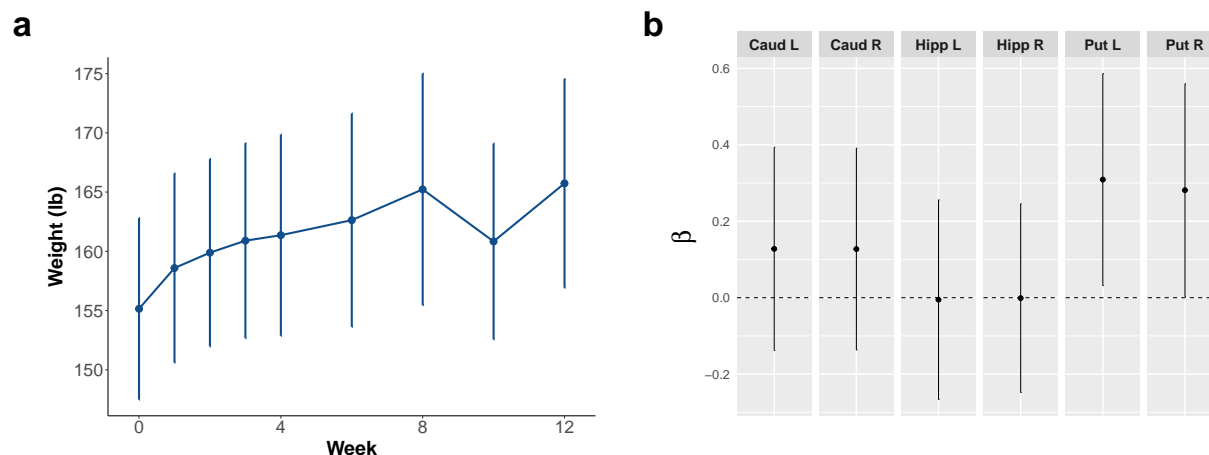 a
175
170
165
160
155
150
Weight (lb)
0 4 8 12
Week
b
Caud L Caud R Hipp L Hipp R Put L Put R
0.6
0.4
0.2
0.0
−0.2
β